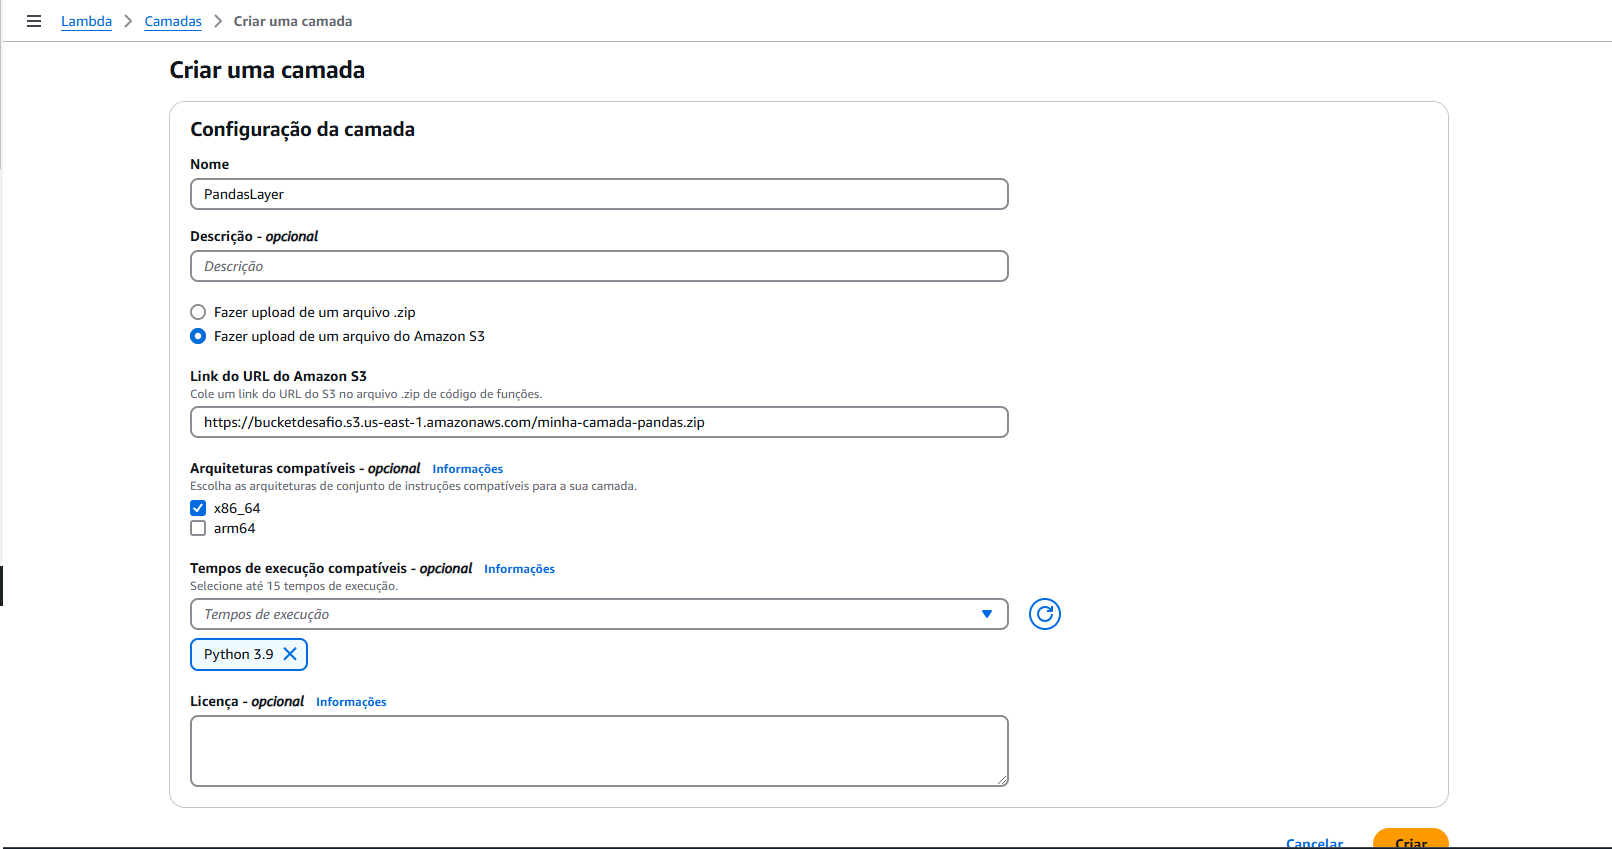 Lambda > Camadas > Criar uma camada
Criar uma camada
Configuração da camada
Nome
PandasLayer
Descrição - opcional
Descrição
Fazer upload de um arquivo .zip
Fazer upload de um arquivo do Amazon S3
Link do URL do Amazon S3
Cole um link do URL do S3 no arquivo .zip de código de funções.
https://bucketdesafio.s3.us-east-1.amazonaws.com/minha-camada-pandas.zip
Arquiteturas compatíveis - opcional Informações
Escolha as arquiteturas de conjunto de instruções compatíveis para a sua camada.
x86_64
arm64
Tempos de execução compatíveis - opcional Informações
Selecione até 15 tempos de execução.
Tempos de execução
Python 3.9
Licença - opcional Informações
Cancelar Criar